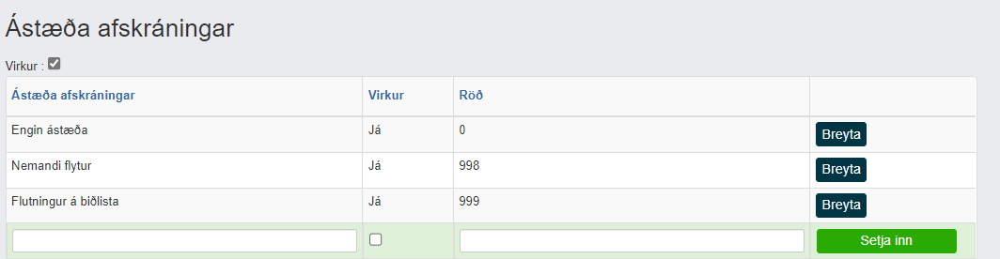 Ástæða afskráningar
Virkur :
Ástæða afskráningar Virkur Röð
Engin ástæða Já 0 Breyta
Nemandi flytur Já 998 Breyta
Flutningur á biðlista Já 999 Breyta
Setja inn